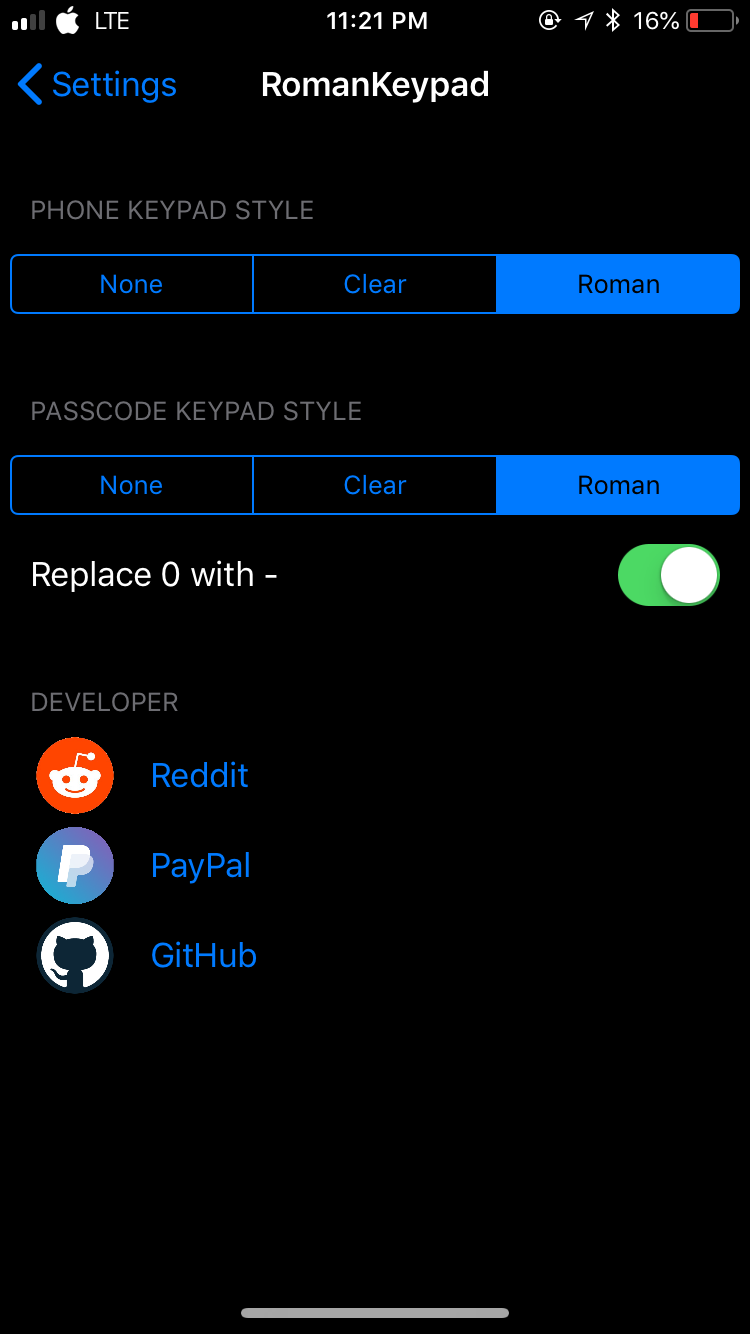 LTE 11:21 PM 16%
Settings RomanKeypad
PHONE KEYPAD STYLE
None Clear Roman
PASSCODE KEYPAD STYLE
None Clear Roman
Replace 0 with -
DEVELOPER
Reddit
PayPal
GitHub